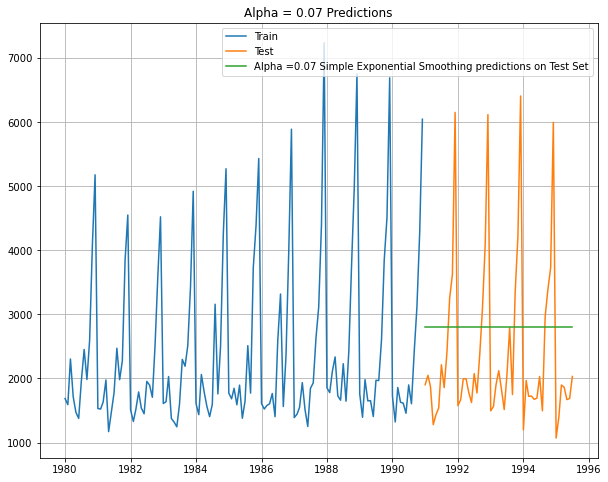 Alpha = 0.07 Predictions
Train
Test
Alpha =0.07 Simple Exponential Smoothing predictions on Test Set
7000
6000
5000
4000
3000
2000
1000
1980 1982 1984 1986 1988 1990 1992 1994 1996